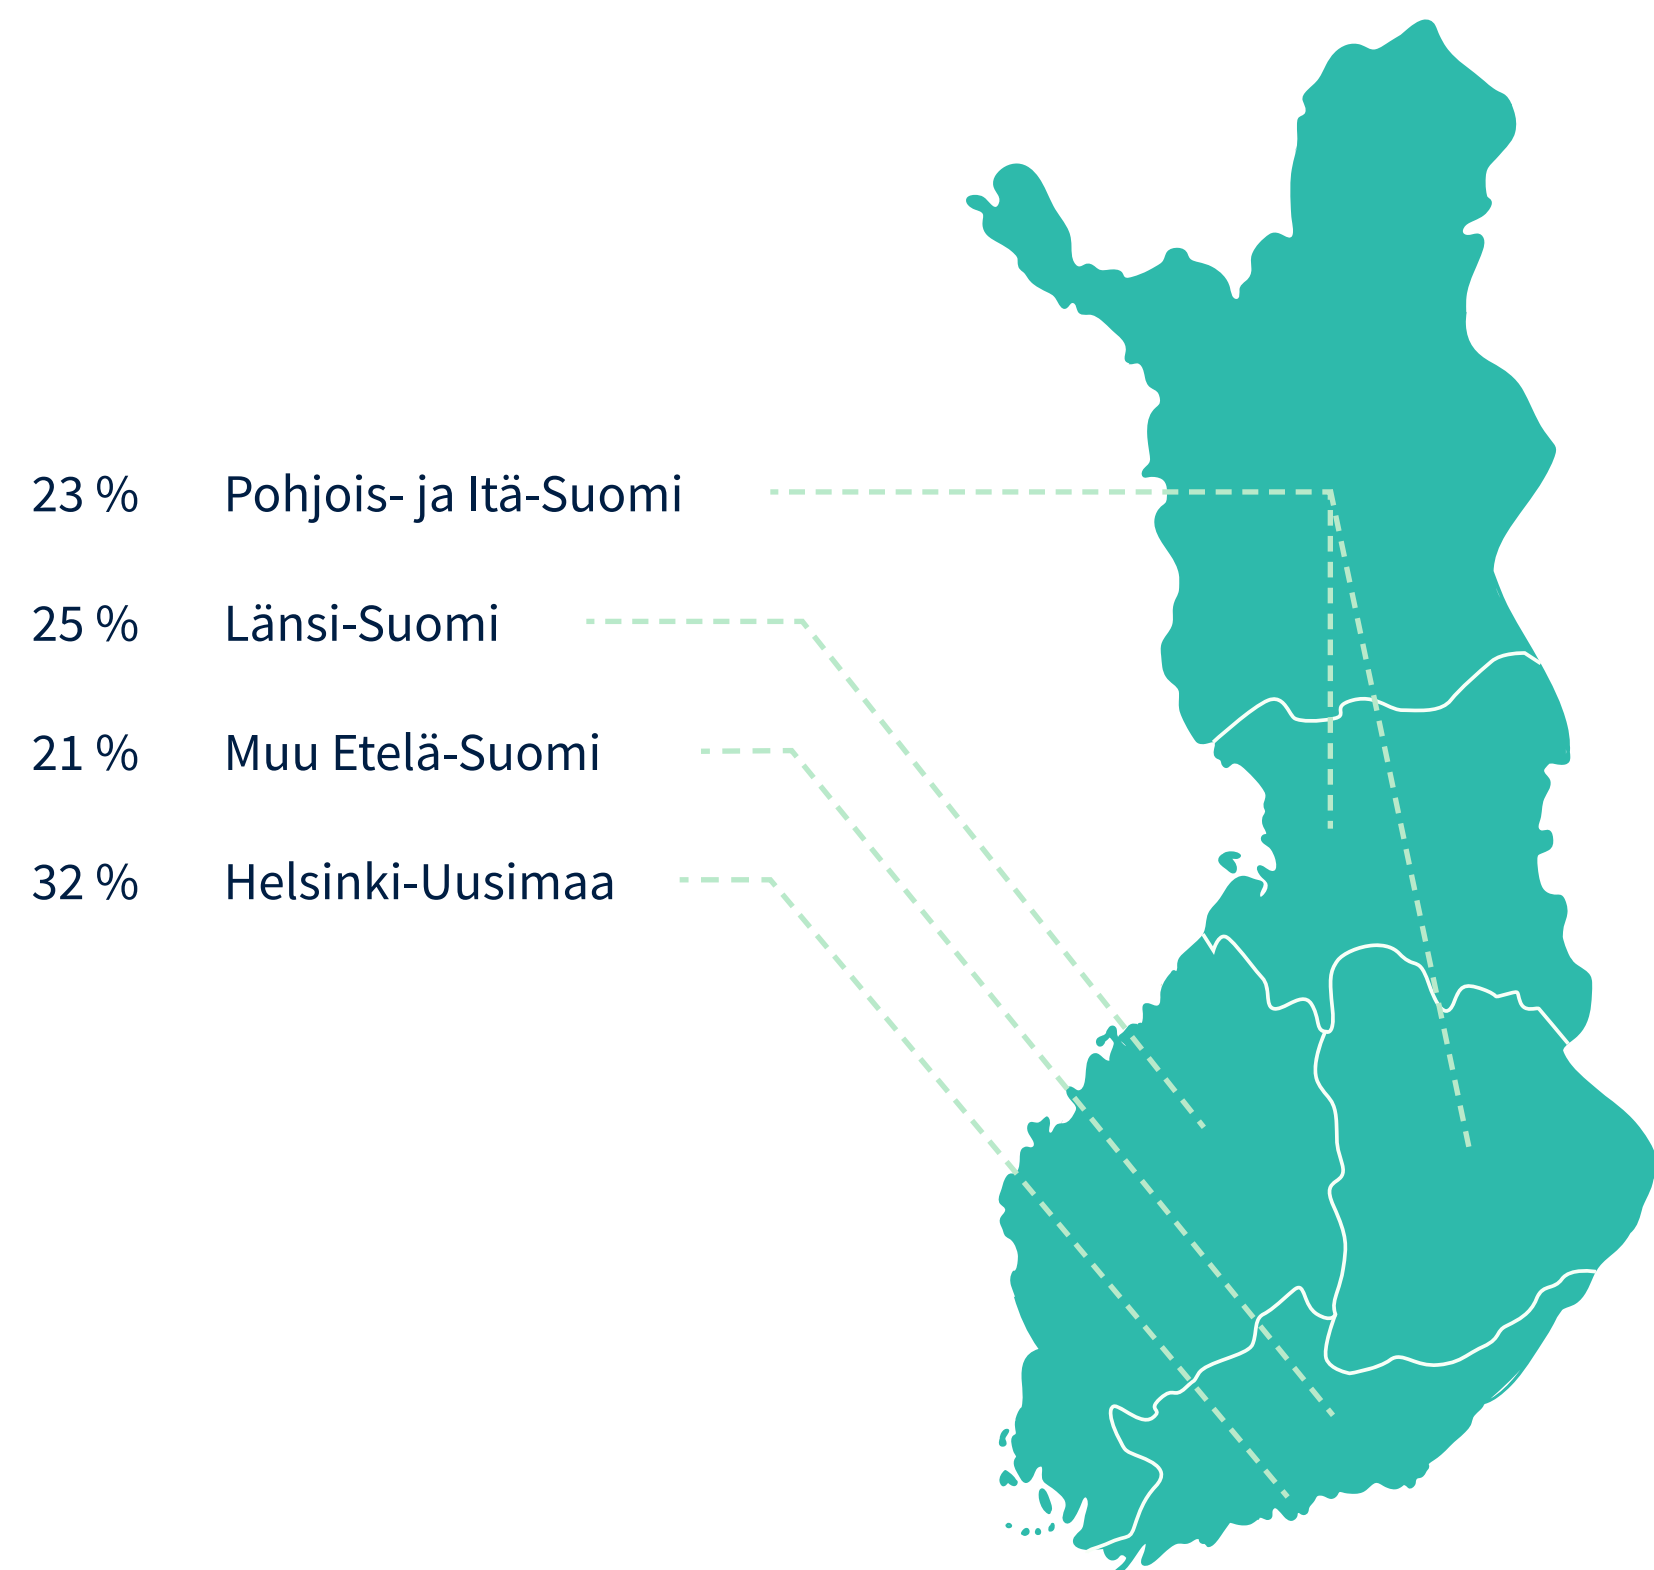 23 % Pohjois- ja Itä-Suomi
25 % Länsi-Suomi
21 % Muu Etelä-Suomi
32 % Helsinki-Uusimaa